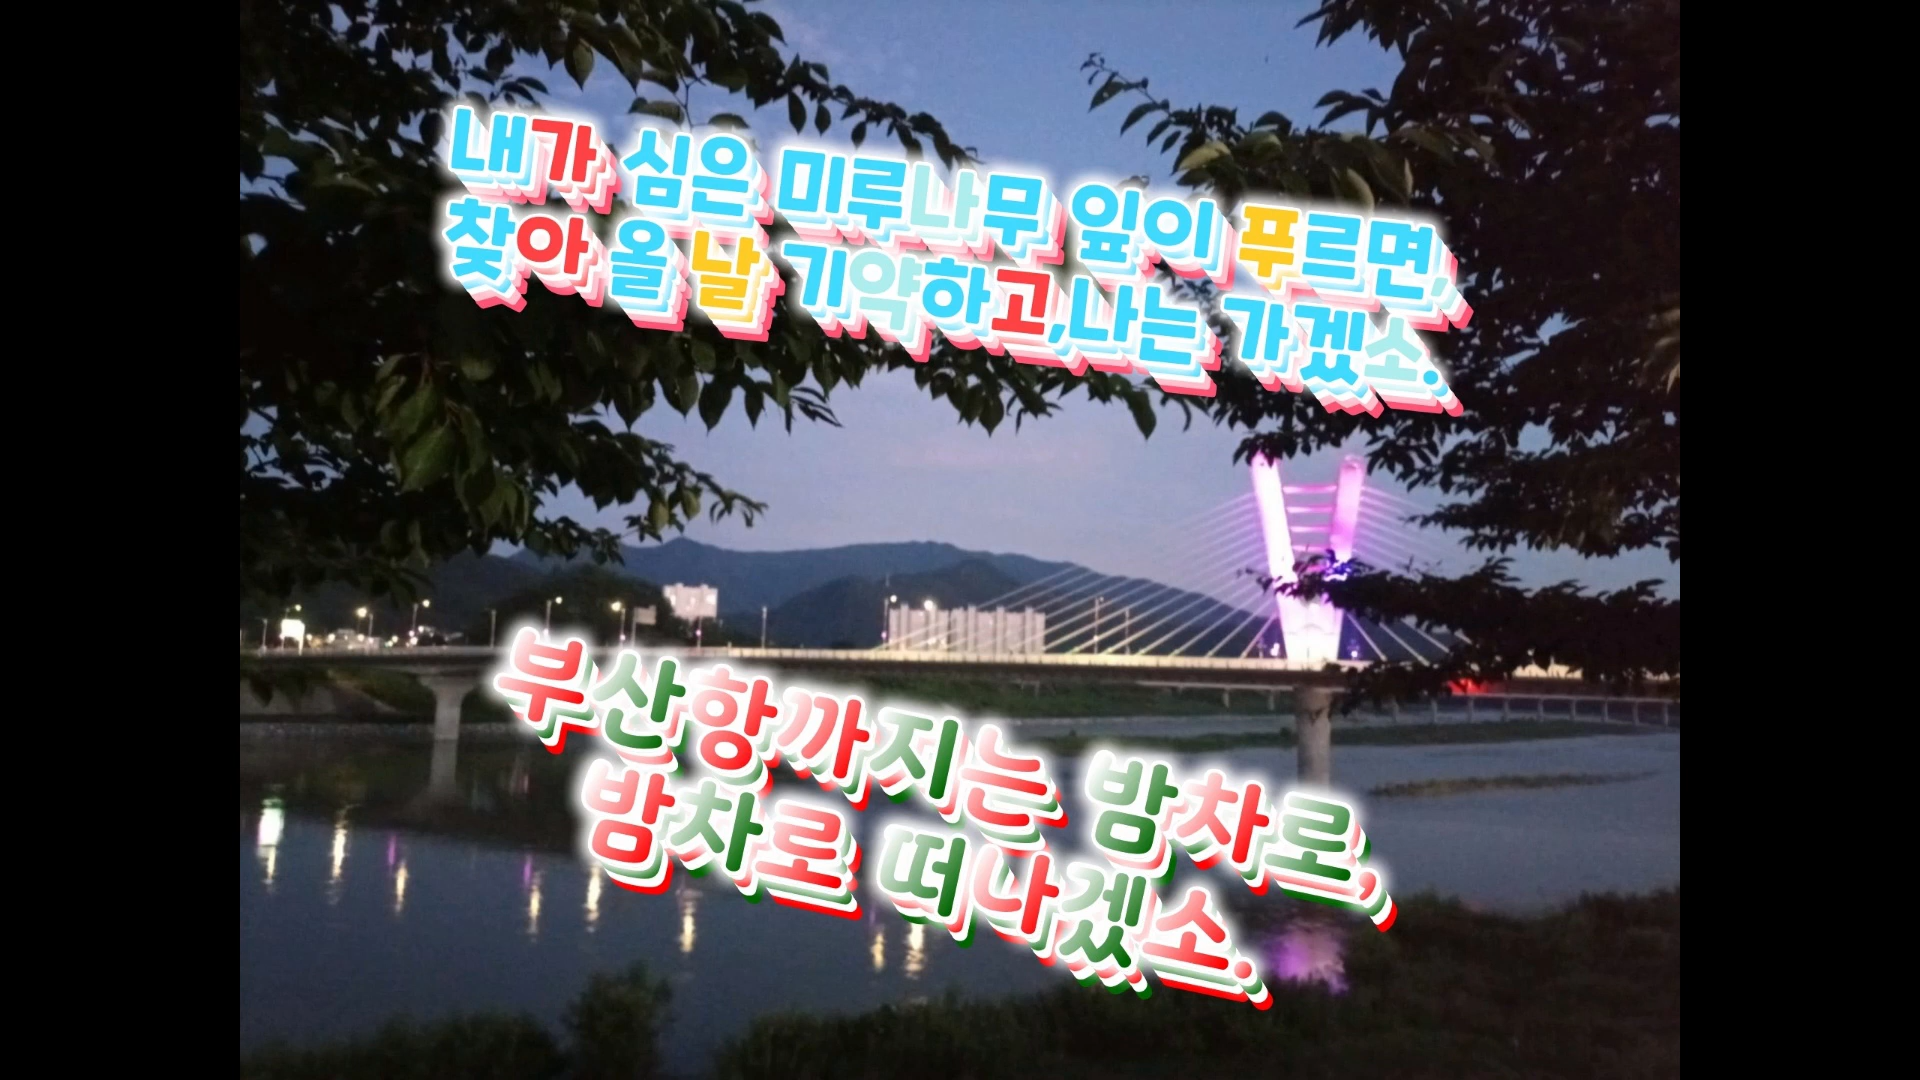 내가 심은 미루나무 잎이 푸르면,
찾아 올 날 기약하고,나는 가겠소.
부산항까지는 밤차로,
밤차로 떠나겠소.